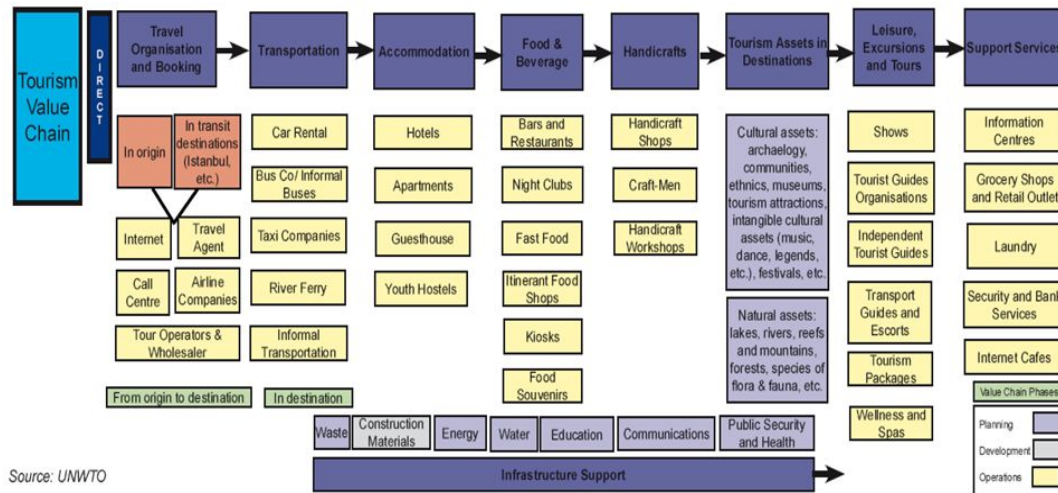 Tourism
Value
Chain
DIRECT
Travel
Organisation
and Booking
Transportation
Accommodation
Food &
Beverage
Handicrafts
Tourism Assets in
Destinations
Leisure,
Excursions
and Tours
Support Services
In origin
In transit
destinations
(Istanbul,
etc.)
Internet
Travel
Agent
Call
Centre
Airline
Companies
Tour Operators &
Wholesaler
From origin to destination
Car Rental
Bus Co/ Informal
Buses
Taxi Companies
River Ferry
Informal
Transportation
In destination
Hotels
Apartments
Guesthouse
Youth Hostels
Bars and
Restaurants
Night Clubs
Fast Food
Itinerant Food
Shops
Kiosks
Food
Souvenirs
Handicraft
Shops
Craft-Men
Handicraft
Workshops
Cultural assets:
archaelogy,
communities,
ethnics, museums,
tourism attractions,
intangible cultural
assets (music,
dance, legends,
etc.), festivals, etc.
Natural assets:
lakes, rivers, reefs
and mountains,
forests, species of
flora & fauna, etc.
Shows
Tourist Guides
Organisations
Independent
Tourist Guides
Transport
Guides and
Escorts
Tourism
Packages
Wellness and
Spas
Information
Centres
Grocery Shops
and Retail Outlet
Laundry
Security and Bank
Services
Internet Cafes
Value Chain Phases
Planning
Development
Operations
Waste
Construction
Materials
Energy
Water
Education
Communications
Public Security
and Health
Infrastructure Support
Source: UNWTO